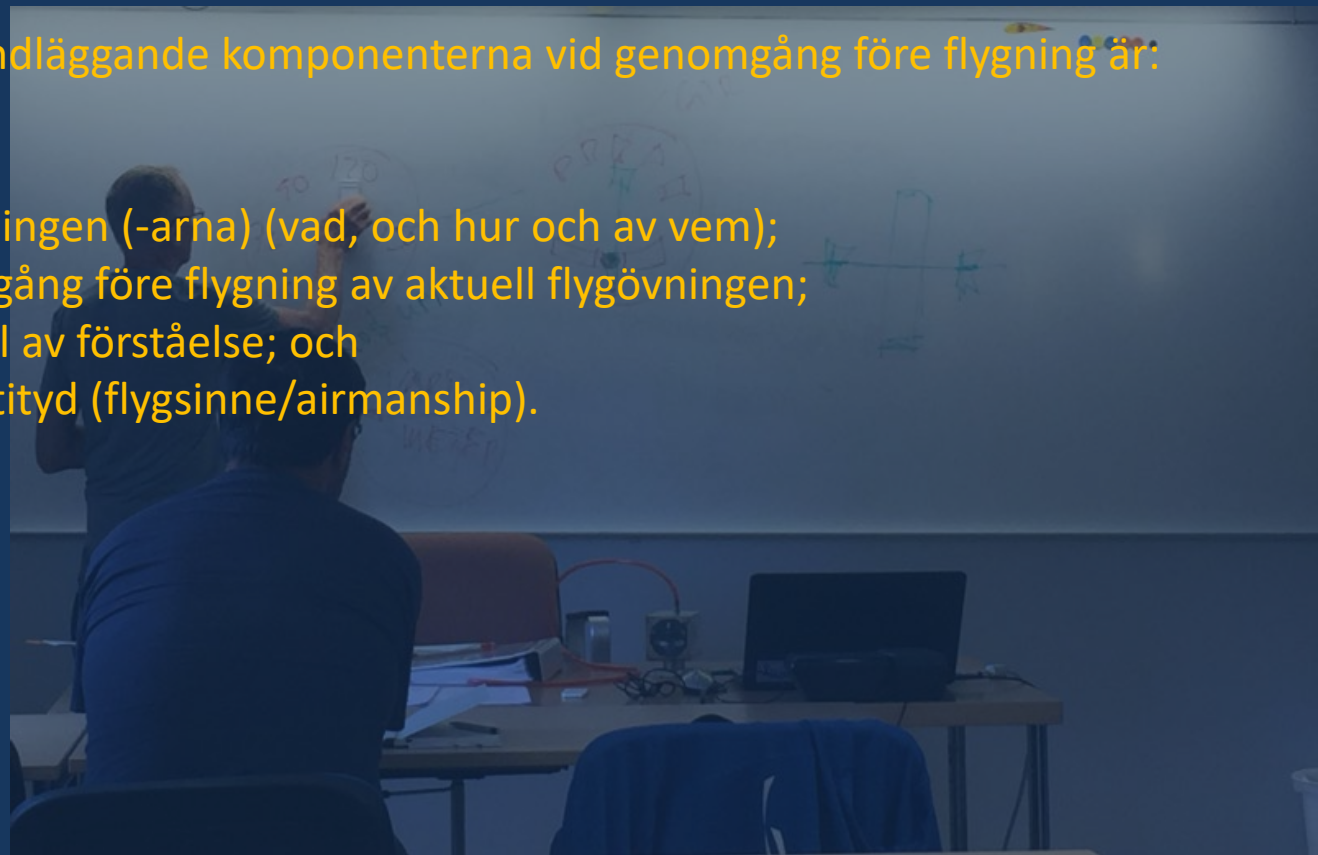 ndläggande komponenterna vid genomgång före flygning är:
ingen (-arna) (vad, och hur och av vem);
gång före flygning av aktuell flygövningen;
l av förståelse; och
tityd (flygsinne/airmanship).
120